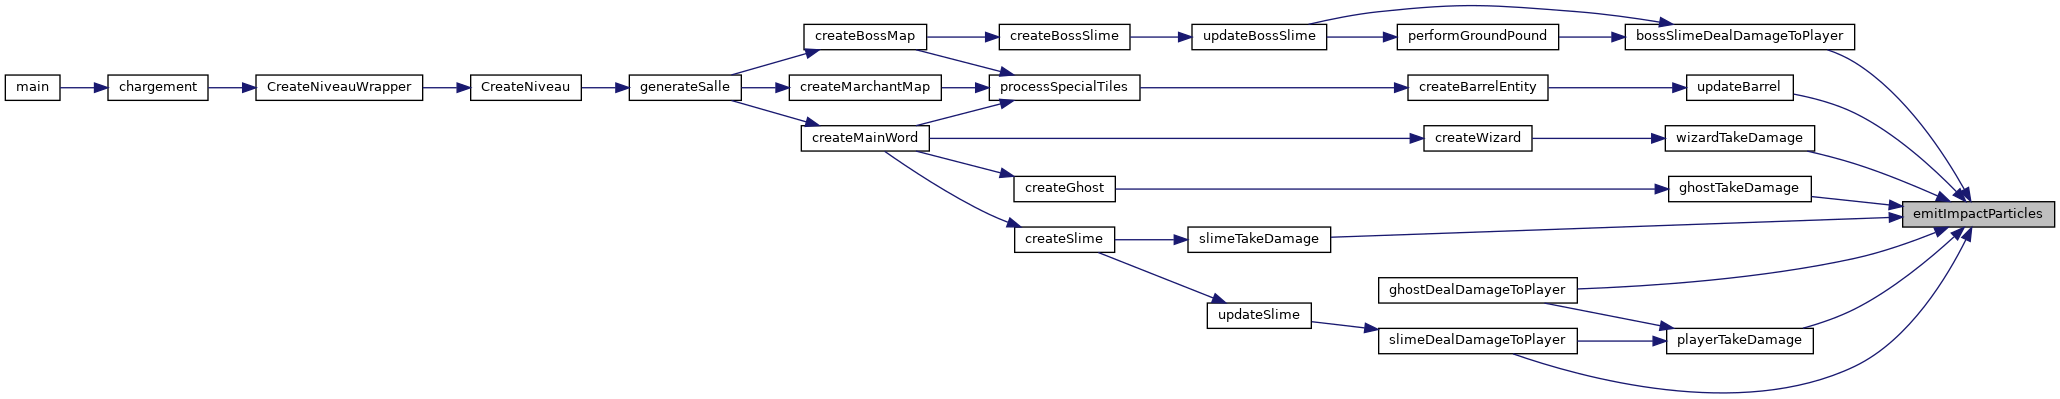 main
chargement
CreateNiveauWrapper
CreateNiveau
generateSalle
createBossMap
createMarchantMap
createMainWord
createBossSlime
processSpecialTiles
createGhost
createSlime
updateBossSlime
slimeTakeDamage
updateSlime
performGroundPound
createBarrelEntity
createWizard
ghostDealDamageToPlayer
slimeDealDamageToPlayer
bossSlimeDealDamageToPlayer
updateBarrel
wizardTakeDamage
ghostTakeDamage
playerTakeDamage
emitImpactParticles